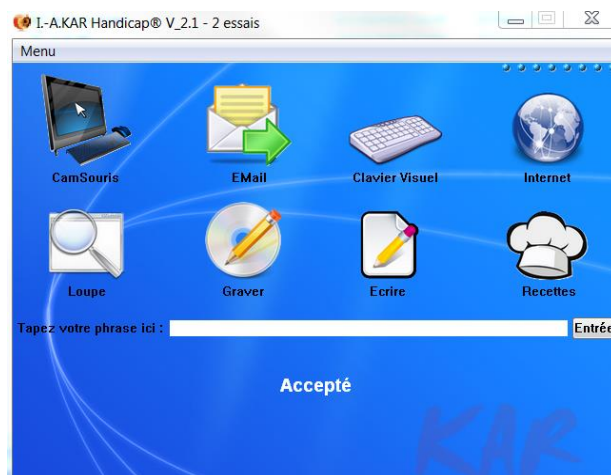 I.-A.KAR Handicap® V_2.1 - 2 essais
Menu
CamSouris EMail Clavier Visuel Internet
Loupe Graver Ecrire Recettes
Tapez votre phrase ici : Entrée
Accepté
KAR